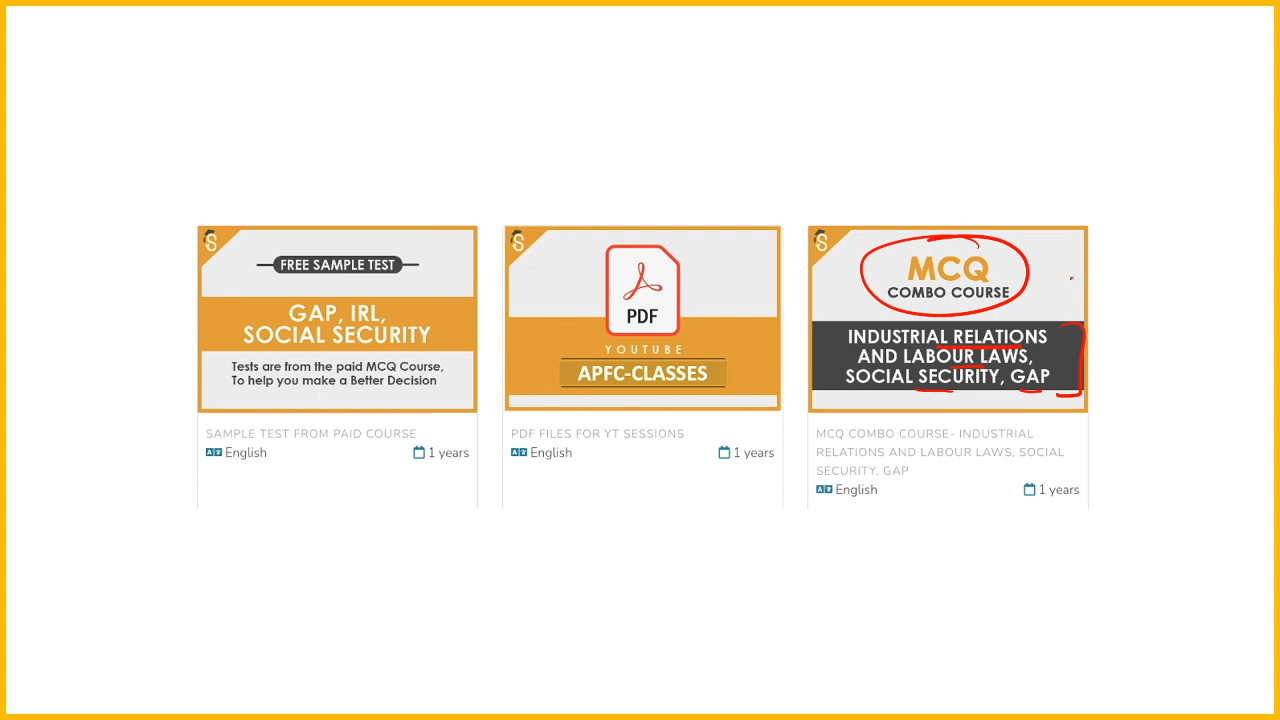 FREE SAMPLE TEST
GAP, IRL,
SOCIAL SECURITY
Tests are from the paid MCQ Course,
To help you make a Better Decision
SAMPLE TEST FROM PAID COURSE
English
1 years
PDF
YOUTUBE
APFC-CLASSES
PDF FILES FOR YT SESSIONS
English
1 years
MCQ
COMBO COURSE
INDUSTRIAL RELATIONS
AND LABOUR LAWS,
SOCIAL SECURITY, GAP
MCQ COMBO COURSE- INDUSTRIAL
RELATIONS AND LABOUR LAWS, SOCIAL
SECURITY, GAP
English
1 years